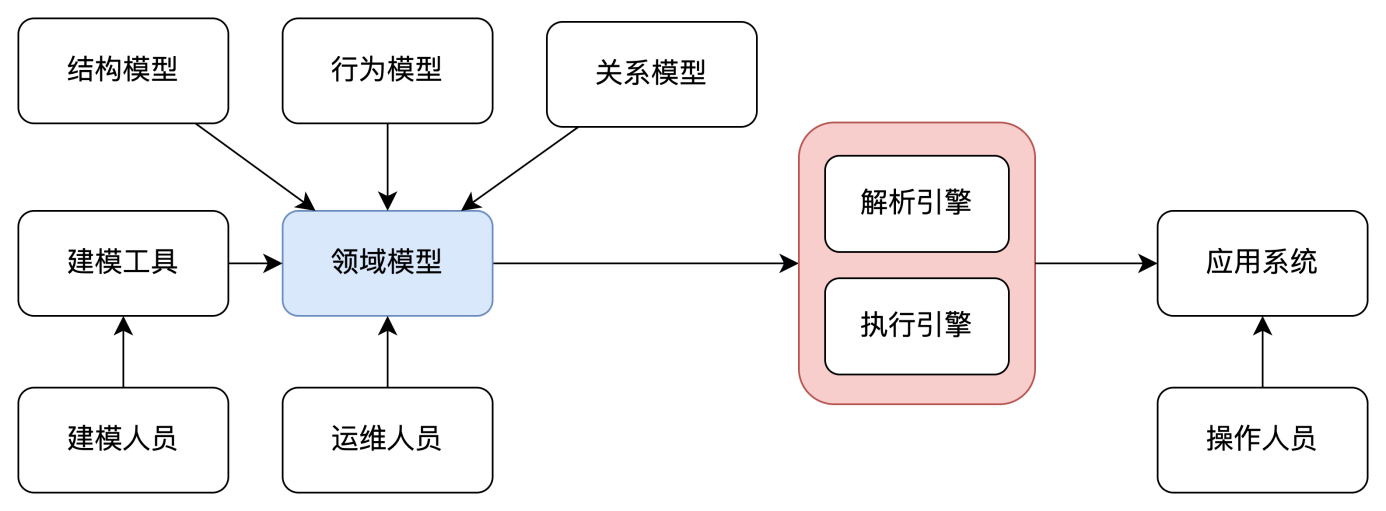 结构模型
行为模型
关系模型
解析引擎
建模工具
领域模型
应用系统
执行引擎
建模人员
运维人员
操作人员